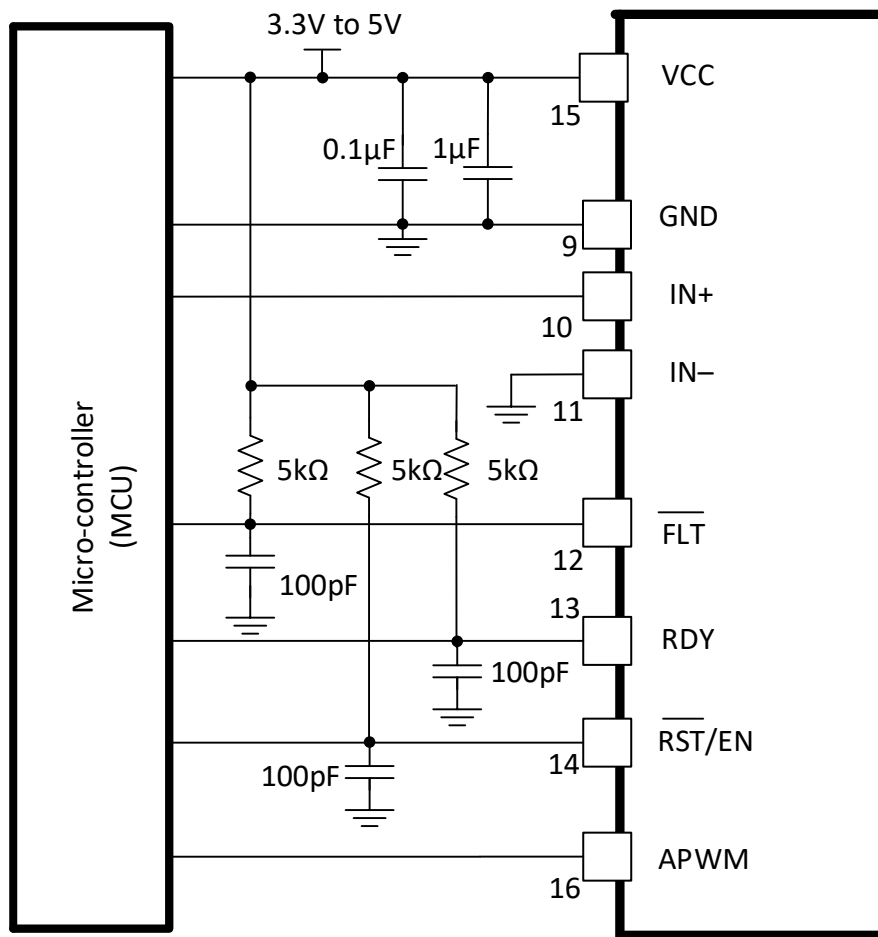 3.3V to 5V
VCC
15
0.1µF
1µF
GND
9
IN+
10
IN–
11
Micro-controller
(MCU)
5kΩ
5kΩ
5kΩ
FLT
12
100pF
13
RDY
100pF
RST/EN
14
100pF
APWM
16